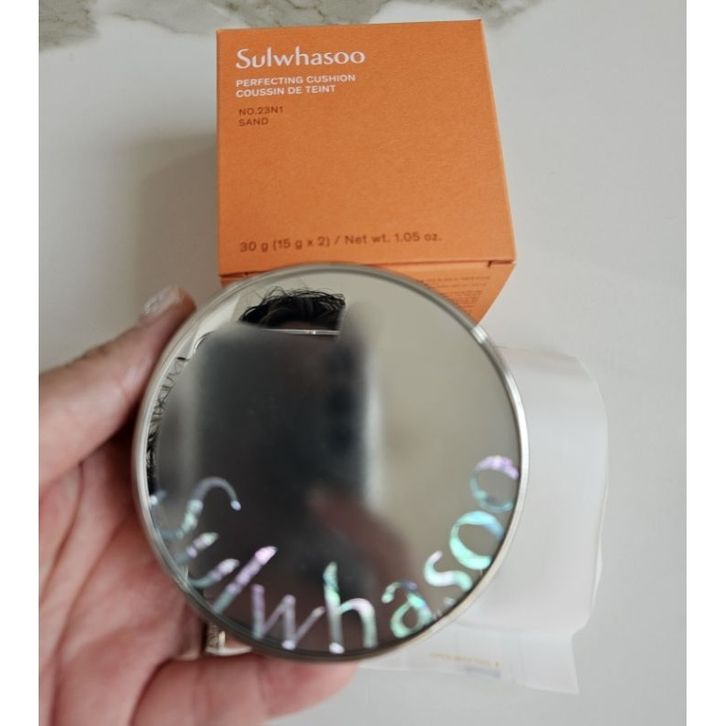 Sulwhasoo
PERFECTING CUSHION
COUSSIN DE TEINT
NO.23N1
SAND
30 g (15 g x 2) / Net wt. 1.05 oz.
Sulwhasoo